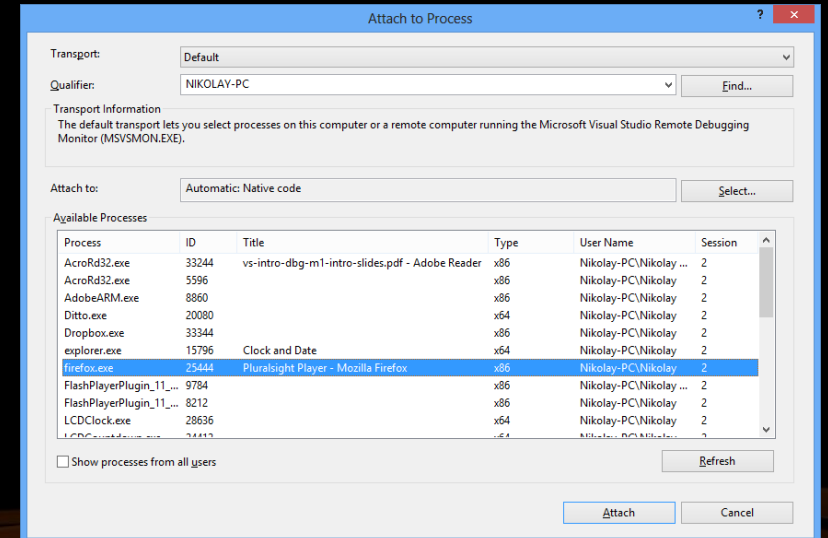 Attach to Process
?
Transport:
Default
Qualifier:
NIKOLAY-PC
Find...
Transport Information
The default transport lets you select processes on this computer or a remote computer running the Microsoft Visual Studio Remote Debugging
Monitor (MSVSMON.EXE).
Attach to:
Automatic: Native code
Select...
Available Processes
Process ID Title Type User Name Session
AcroRd32.exe 33244 vs-intro-dbg-m1-intro-slides.pdf - Adobe Reader x86 Nikolay-PC\Nikolay ... 2
AcroRd32.exe 5596 x86 Nikolay-PC\Nikolay 2
AdobeARM.exe 8860 x86 Nikolay-PC\Nikolay 2
Ditto.exe 20080 x64 Nikolay-PC\Nikolay 2
Dropbox.exe 33344 x86 Nikolay-PC\Nikolay 2
explorer.exe 15796 Clock and Date x64 Nikolay-PC\Nikolay 2
firefox.exe 25444 Pluralsight Player - Mozilla Firefox x86 Nikolay-PC\Nikolay 2
FlashPlayerPlugin_11_... 9784 x86 Nikolay-PC\Nikolay ... 2
FlashPlayerPlugin_11_... 8212 x86 Nikolay-PC\Nikolay 2
LCDClock.exe 28636 x64 Nikolay-PC\Nikolay 2
Show processes from all users
Refresh
Attach
Cancel